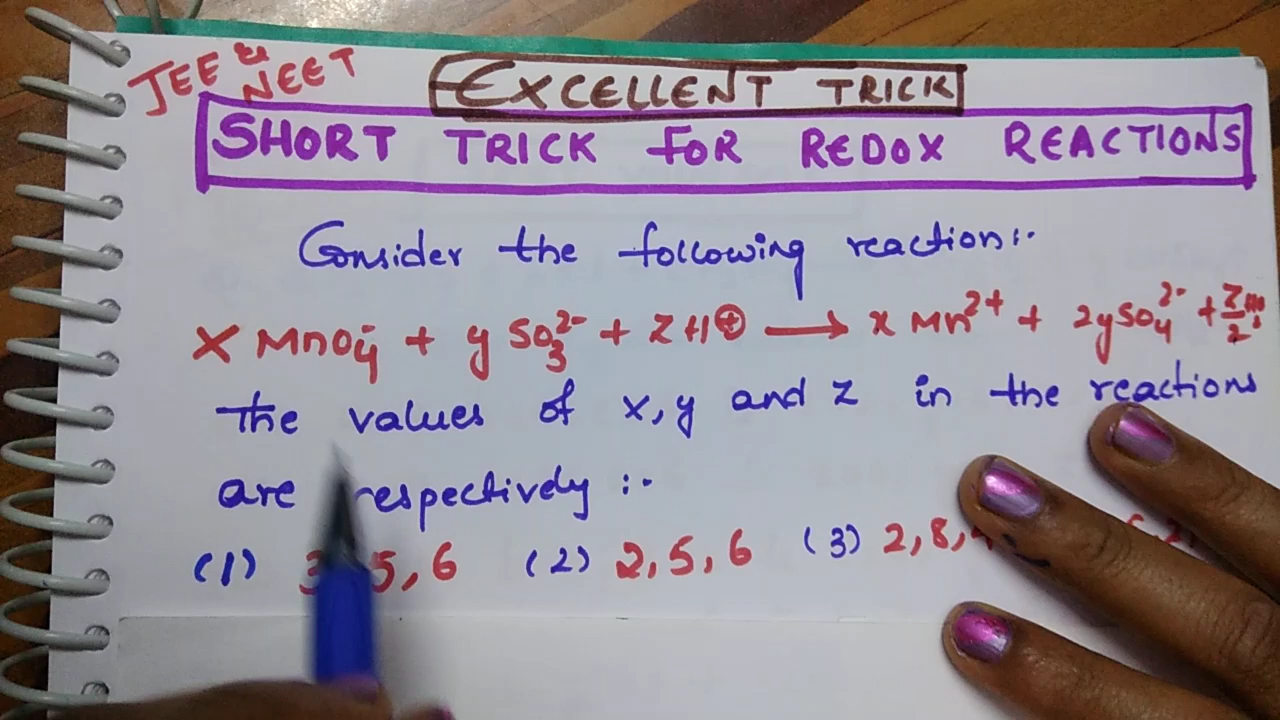 JEE & NEET
EXCELLENT TRICK
SHORT TRICK FOR REDOX REACTIONS
Consider the following reaction:-
x MnO4⁻ + y SO3²⁻ + z H⊕ → x Mn²⁺ + 2y SO4²⁻ + z/2
The values of x, y and z in the reactions
are respectively :-
(1) 5, 6 (2) 2, 5, 6 (3) 2, 8,